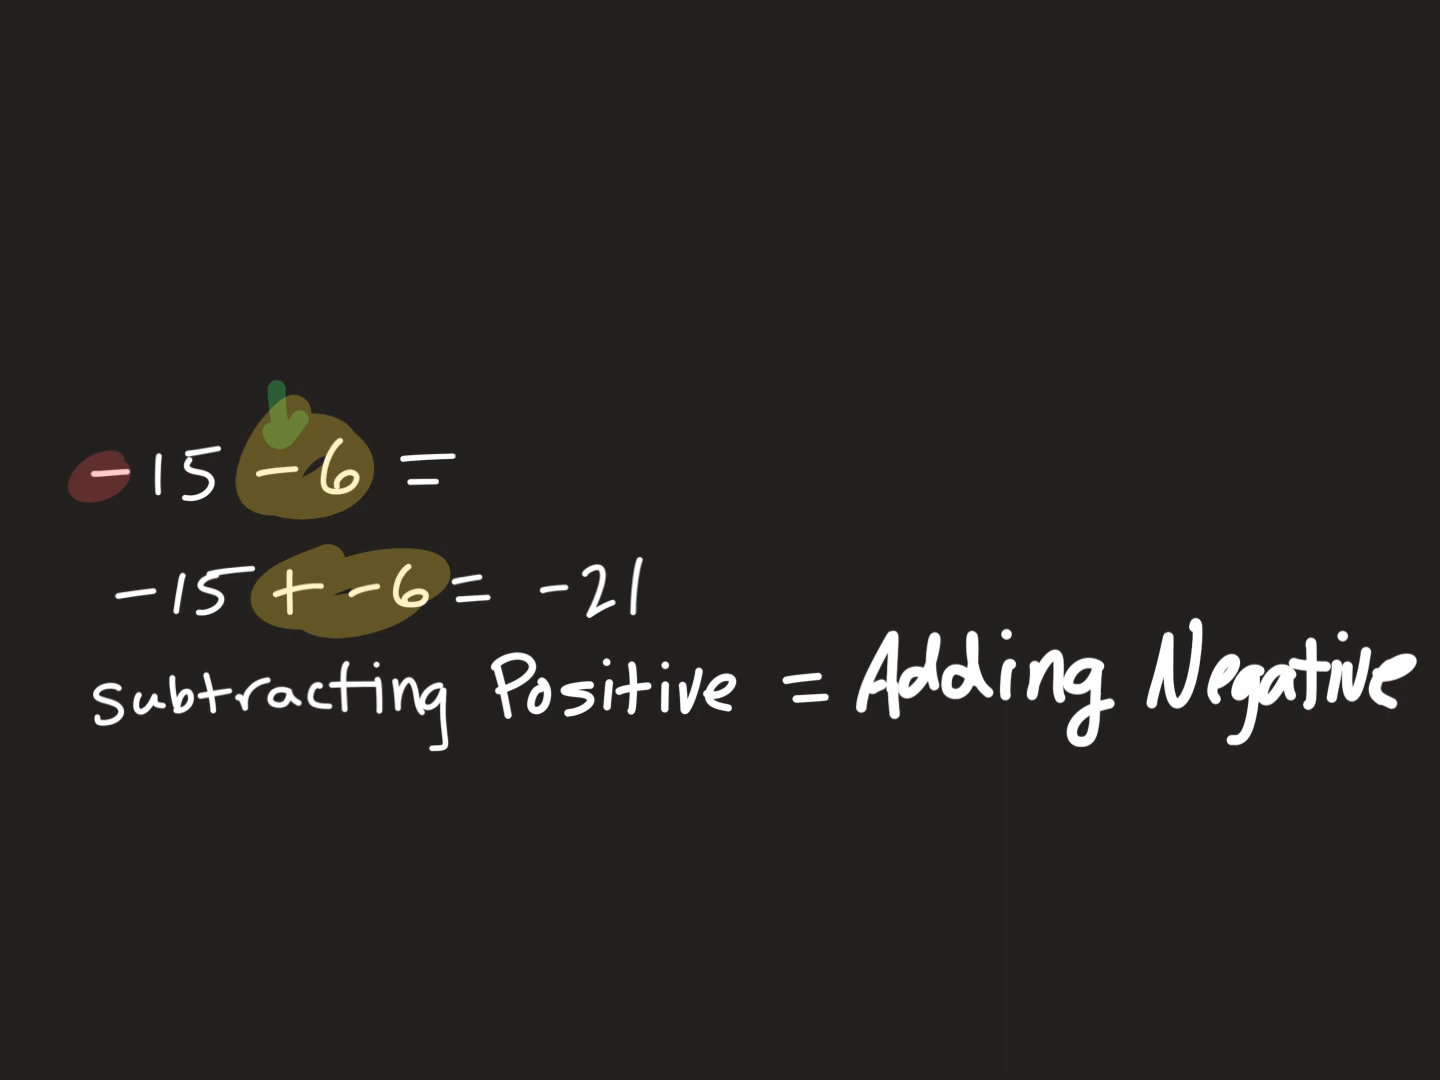 -15 -6 =
-15 + -6 = -21
subtracting Positive = Adding Negative